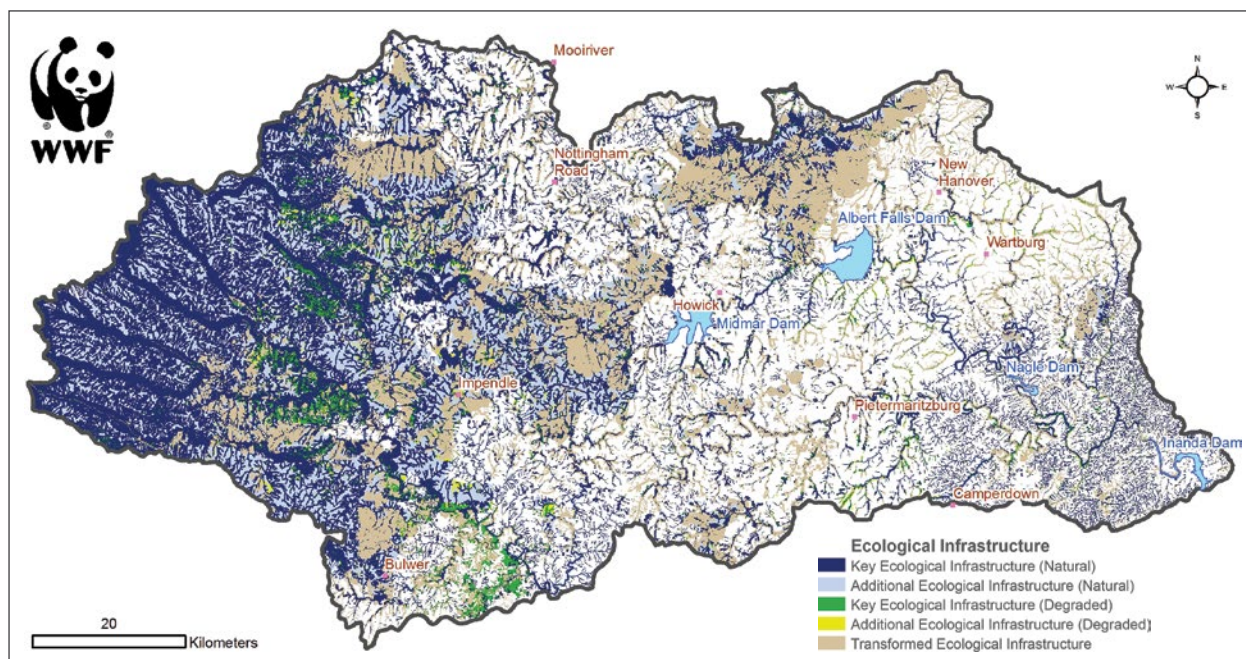 Mooiriver
N
W E
S
WWF
®
Nottingham
Road
New
Hanover
Albert Falls Dam
Wartburg
Howick
Midmar Dam
Impendle
Nagle Dam
Pietermaritzburg
Inanda Dam
Camperdown
Bulwer
Ecological Infrastructure
Key Ecological Infrastructure (Natural)
Additional Ecological Infrastructure (Natural)
Key Ecological Infrastructure (Degraded)
Additional Ecological Infrastructure (Degraded)
Transformed Ecological Infrastructure
20
Kilometers